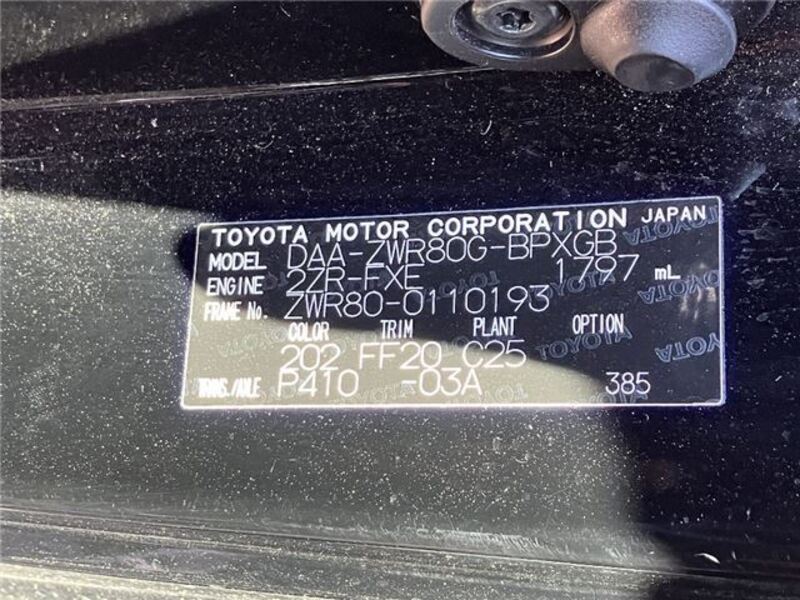 TOYOTA MOTOR CORPORATION JAPAN
MODEL DAA-ZWR80G-BPXGB
ENGINE 2ZR-FXE 1797 mL
FRAME No. ZWR80-0110193
COLOR TRIM PLANT OPTION
202 FF20 C25
TRANS./AXLE P410 -03A 385